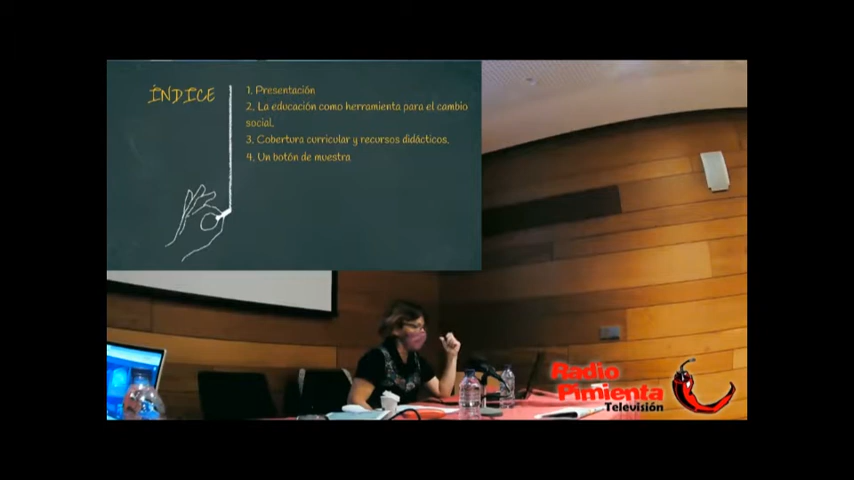 ÍNDICE
1. Presentación
2. La educación como herramienta para el cambio
social.
3. Cobertura curricular y recursos didácticos.
4. Un botón de muestra
Radio
Pimienta
Televisión